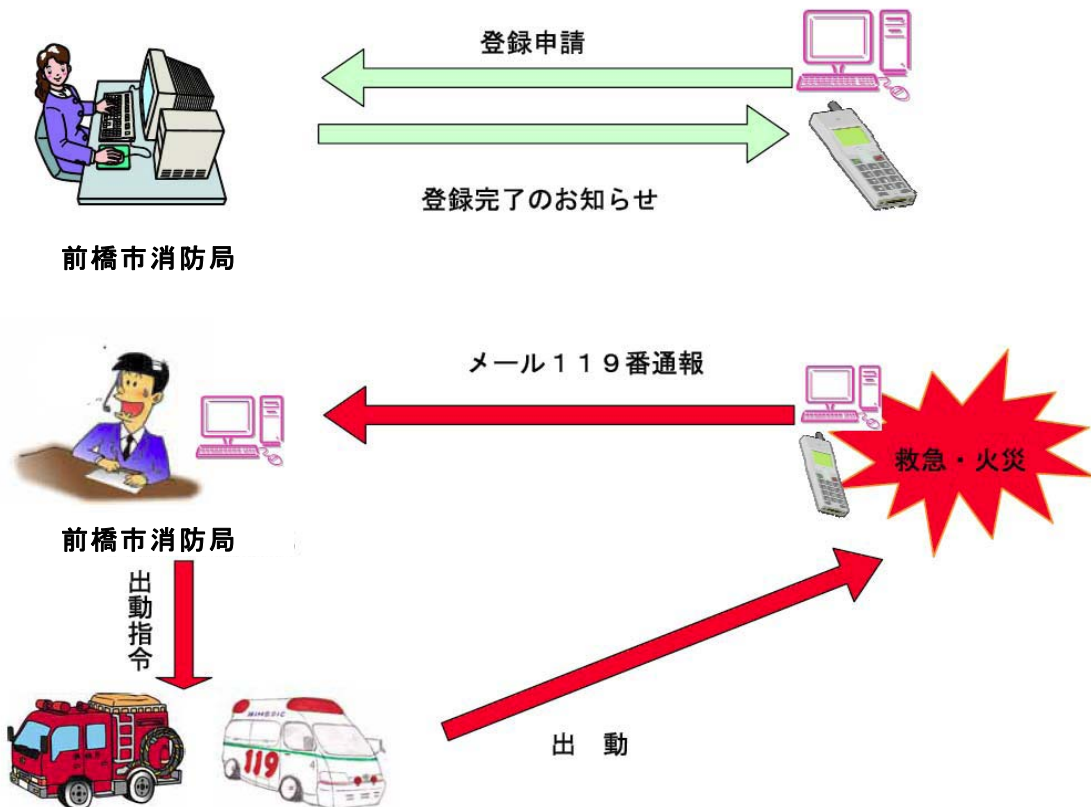 登録申請
登録完了のお知らせ
前橋市消防局
メール１１９番通報
救急・火災
前橋市消防局
出動指令
119
4
出　動